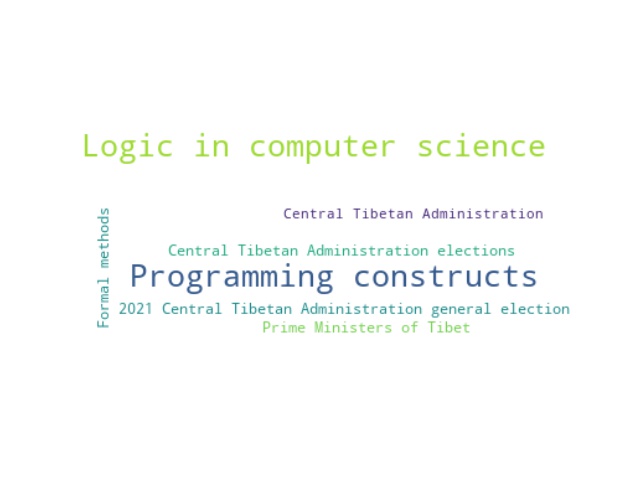 Logic in computer science
Central Tibetan Administration
Formal methods
Central Tibetan Administration elections
Programming constructs
2021 Central Tibetan Administration general election
Prime Ministers of Tibet